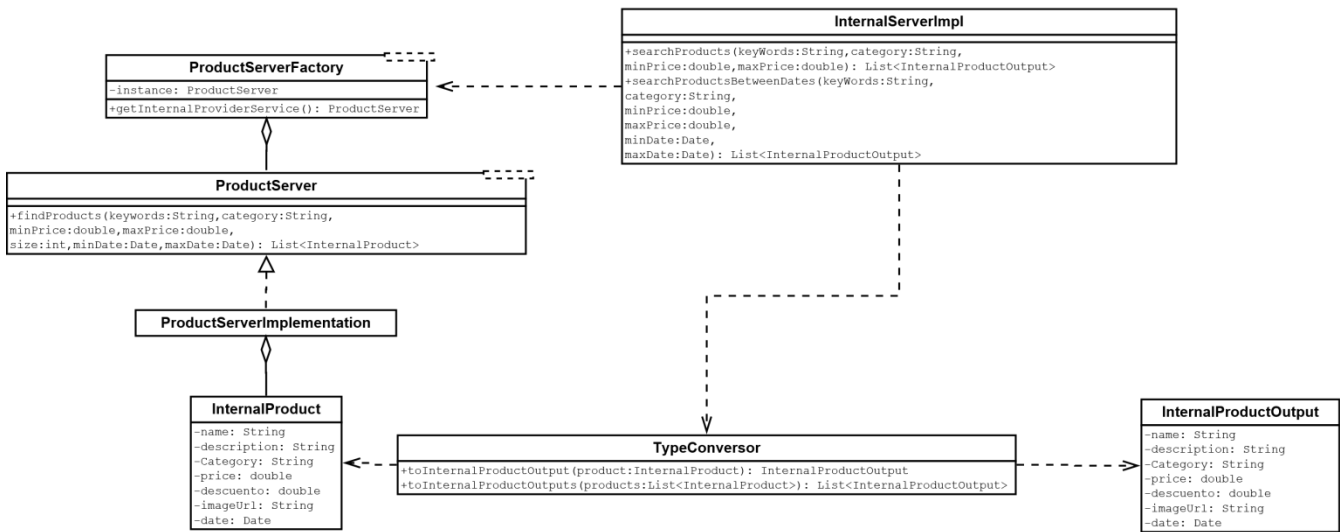 InternalServerImpl
+searchProducts(keyWords:String,category:String,
minPrice:double,maxPrice:double): List<InternalProductOutput>
+searchProductsBetweenDates(keyWords:String,
category:String,
minPrice:double,
maxPrice:double,
minDate:Date,
maxDate:Date): List<InternalProductOutput>
ProductServerFactory
-instance: ProductServer
+getInternalProviderService(): ProductServer
ProductServer
+findProducts(keywords:String,category:String,
minPrice:double,maxPrice:double,
size:int,minDate:Date,maxDate:Date): List<InternalProduct>
ProductServerImplementation
InternalProduct
-name: String
-description: String
-Category: String
-price: double
-descuento: double
-imageUrl: String
-date: Date
TypeConversor
+toInternalProductOutput(product:InternalProduct): InternalProductOutput
+toInternalProductOutputs(products:List<InternalProduct>): List<InternalProductOutput>
InternalProductOutput
-name: String
-description: String
-Category: String
-price: double
-descuento: double
-imageUrl: String
-date: Date